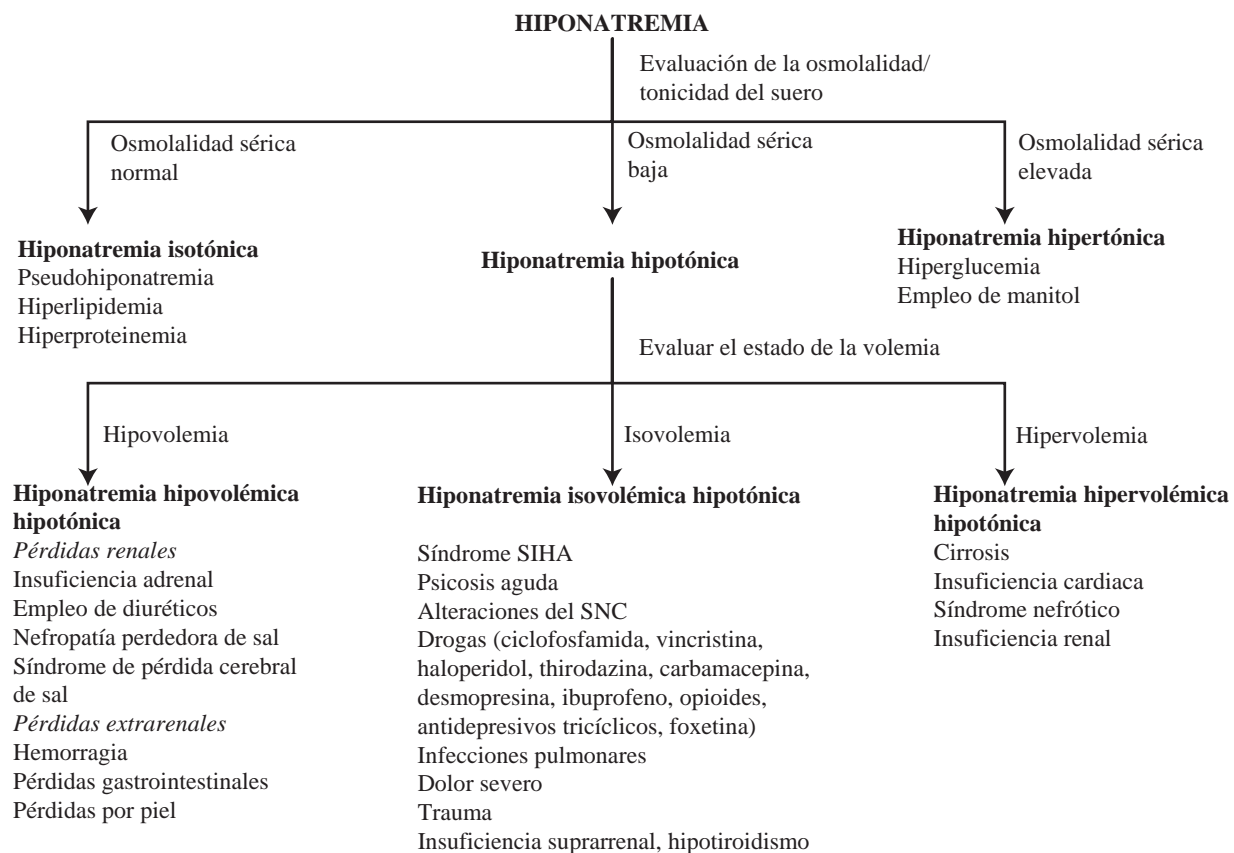 HIPONATREMIA
Evaluación de la osmolalidad/
tonicidad del suero
Osmolalidad sérica
normal
Osmolalidad sérica
baja
Osmolalidad sérica
elevada
Hiponatremia isotónica
Pseudohiponatremia
Hiperlipidemia
Hiperproteinemia
Hiponatremia hipotónica
Hiponatremia hipertónica
Hiperglucemia
Empleo de manitol
Evaluar el estado de la volemia
Hipovolemia
Isovolemia
Hipervolemia
Hiponatremia hipovolémica
hipotónica
Pérdidas renales
Insuficiencia adrenal
Empleo de diuréticos
Nefropatía perdedora de sal
Síndrome de pérdida cerebral
de sal
Pérdidas extrarenales
Hemorragia
Pérdidas gastrointestinales
Pérdidas por piel
Hiponatremia isovolémica hipotónica
Síndrome SIHA
Psicosis aguda
Alteraciones del SNC
Drogas (ciclofosfamida, vincristina,
haloperidol, thirodazina, carbamacepina,
desmopresina, ibuprofeno, opioides,
antidepresivos tricíclicos, foxetina)
Infecciones pulmonares
Dolor severo
Trauma
Insuficiencia suprarrenal, hipotiroidismo
Hiponatremia hipervolémica
hipotónica
Cirrosis
Insuficiencia cardiaca
Síndrome nefrótico
Insuficiencia renal